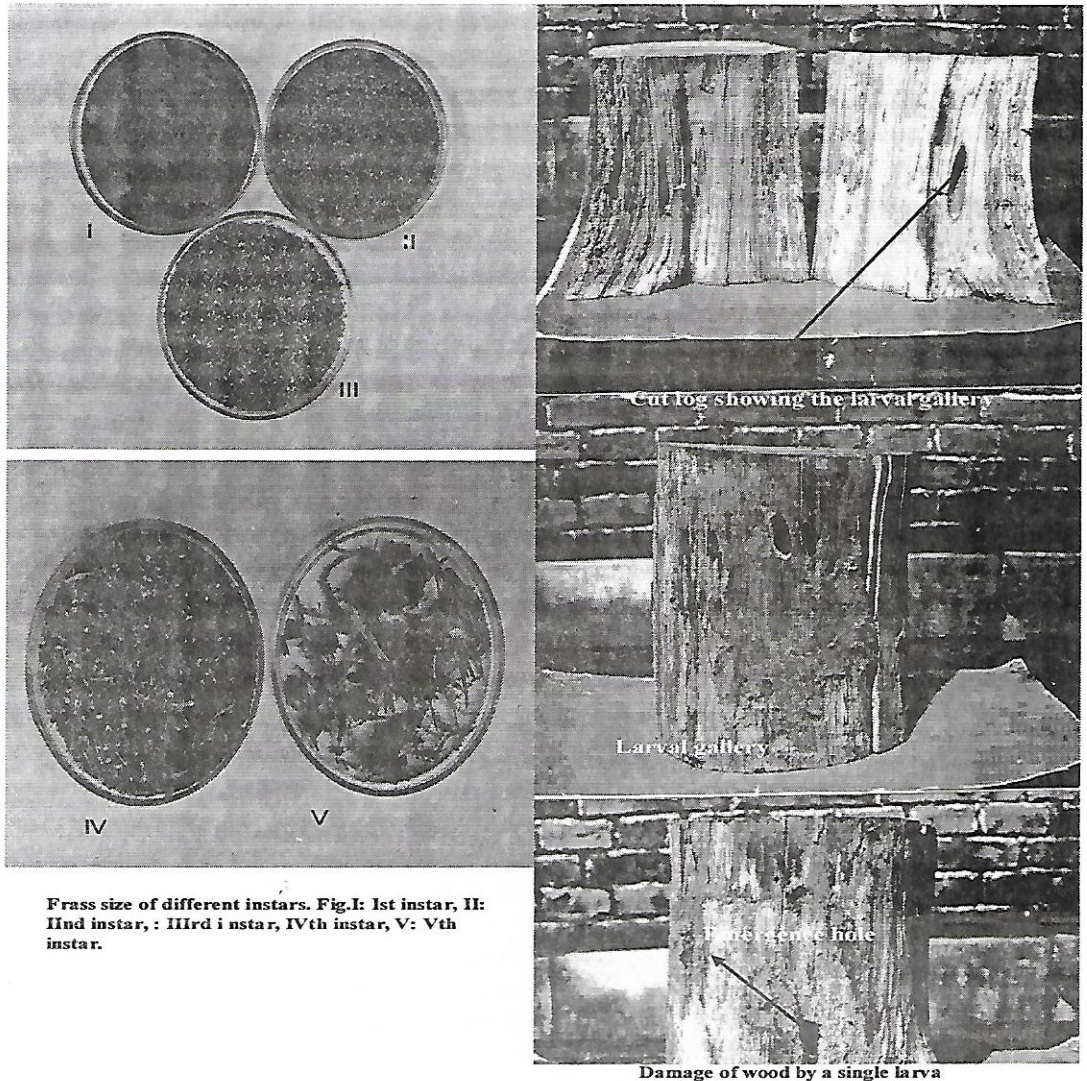 I
II
III
IV
V
Frass size of different instars. Fig.I: Ist instar, II:
IInd instar, : IIIrd i nstar, IVth instar, V: Vth
instar.
Cut log showing the larval gallery
Larval gallery
Emergence hole
Damage of wood by a single larva